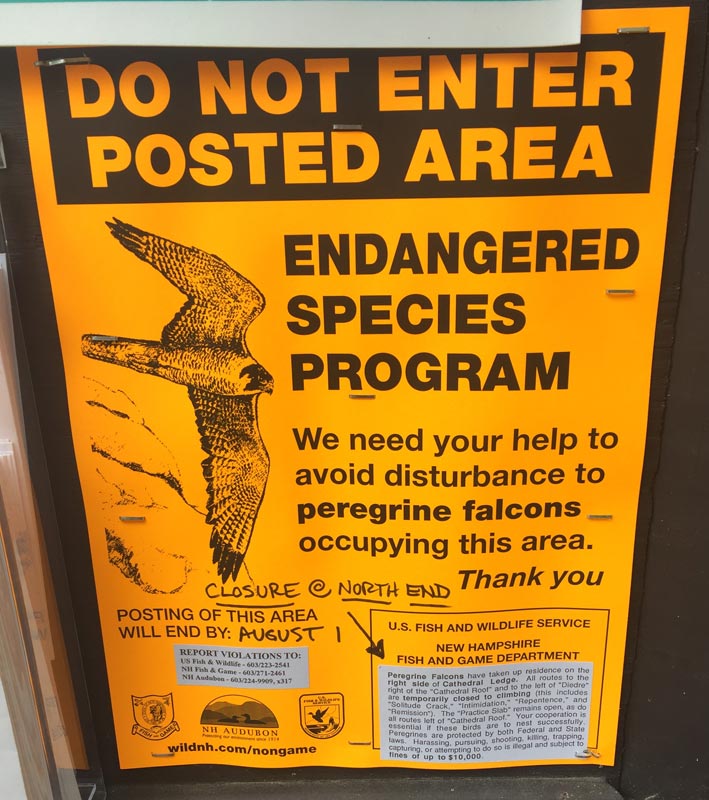 DO NOT ENTER
POSTED AREA
ENDANGERED
SPECIES
PROGRAM
We need your help to
avoid disturbance to
peregrine falcons
occupying this area.
Thank you
CLOSURE @ NORTH END
POSTING OF THIS AREA
WILL END BY: AUGUST 1
REPORT VIOLATIONS TO:
US Fish & Wildlife - 603/223-2541
NH Fish & Game - 603/271-2461
NH Audubon - 603/224-9909, x317
FISH AND GAME
NH AUDUBON
Protecting our environment since 1914
wildnh.com/nongame
U.S. FISH AND WILDLIFE SERVICE
NEW HAMPSHIRE
FISH AND GAME DEPARTMENT
Peregrine Falcons have taken up residence on the
right side of Cathedral Ledge. All routes to the
right of the "Cathedral Roof" and to the left of "Diedre"
are temporarily closed to climbing (this includes
"Solitude Crack," "Intimidation," "Repentence," and
"Remission"). The "Practice Slab" remains open, as do
all routes left of "Cathedral Roof." Your cooperation is
essential if these birds are to nest successfully.
Peregrines are protected by both Federal and State
laws. Harassing, pursuing, shooting, killing, trapping,
capturing, or attempting to do so is illegal and subject to
fines of up to $10,000.